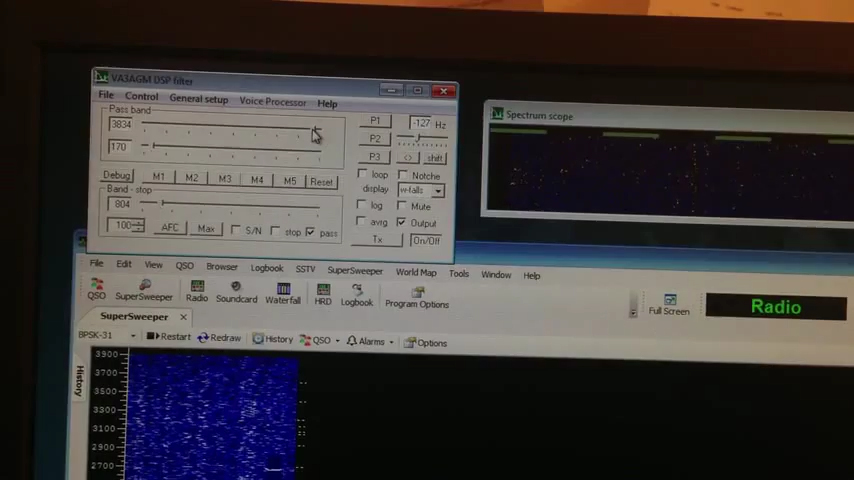 VA3AGM DSP filter
File Control General setup Voice Processor Help
Pass band
3834
170
P1 -127 Hz
P2
P3 <> shift
Debug M1 M2 M3 M4 M5 Reset
loop Notche
display w-falls
Band - stop
804
log Mute
100 AFC Max S/N stop pass
avrg Output
Tx On/Off
Spectrum scope
File Edit View QSO Browser Logbook SSTV SuperSweeper World Map Tools Window Help
QSO SuperSweeper Radio Soundcard Waterfall HRD Logbook Program Options
Full Screen Radio
SuperSweeper
BPSK-31 Restart Redraw History QSO Alarms Options
History
3900
3700
3500
3300
3100
2900
2700